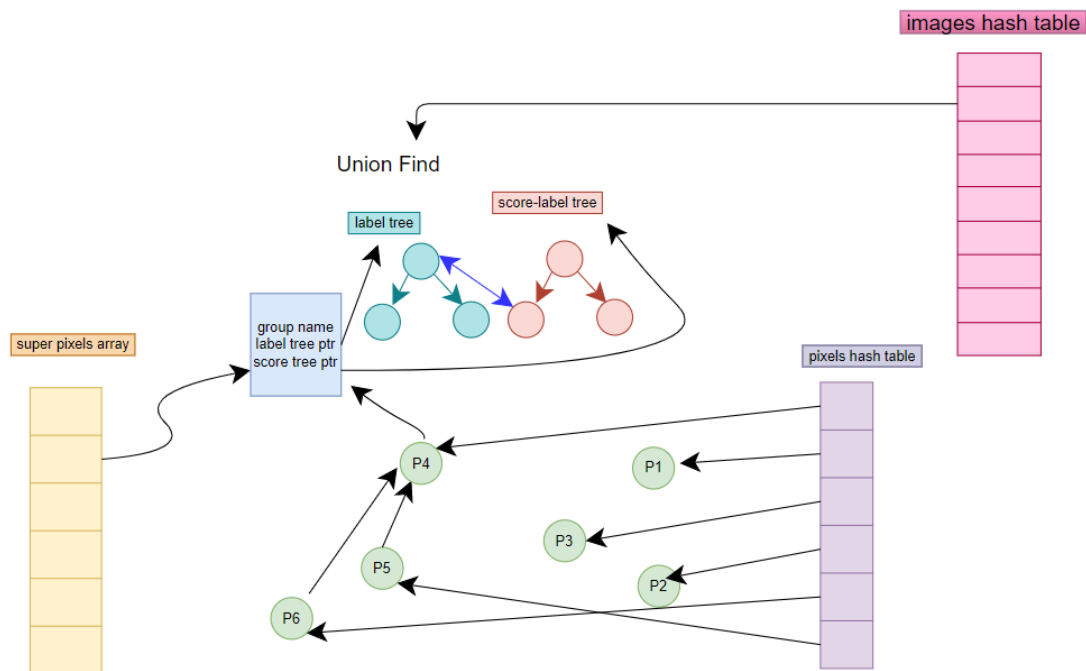 images hash table
Union Find
score-label tree
label tree
group name
label tree ptr
score tree ptr
super pixels array
pixels hash table
P4
P1
P3
P5
P2
P6